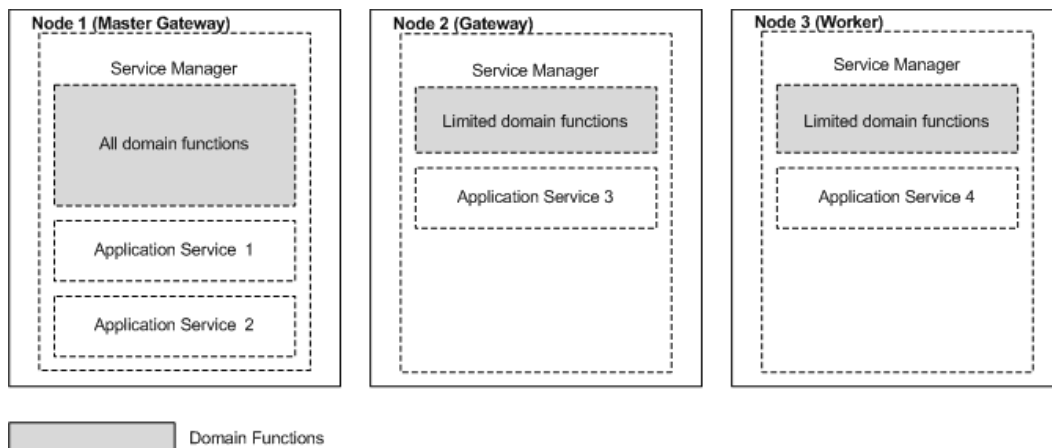 Node 1 (Master Gateway)
Service Manager
All domain functions
Application Service 1
Application Service 2
Node 2 (Gateway)
Service Manager
Limited domain functions
Application Service 3
Node 3 (Worker)
Service Manager
Limited domain functions
Application Service 4
Domain Functions